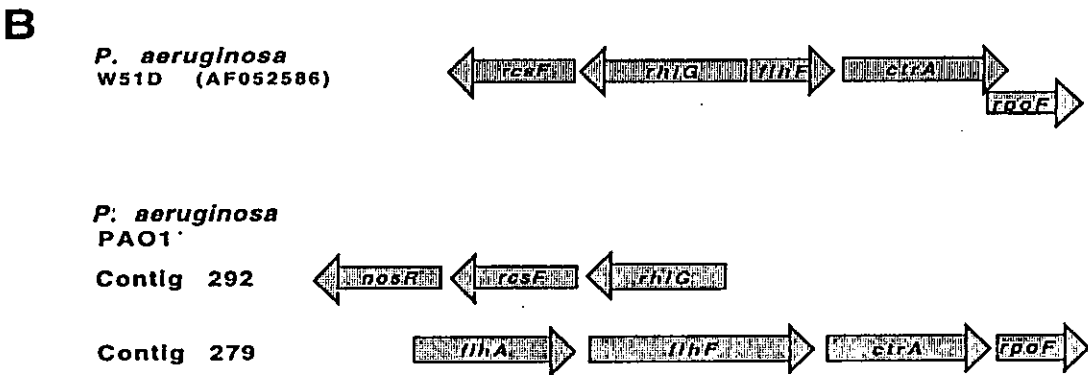 B
P. aeruginosa
W51D (AF052586)
rcsF rhlG flhF ctrA
rpoF
P. aeruginosa
PAO1
Contig 292 nosR rcsF rhlG
Contig 279 flhA flhF ctrA rpoF